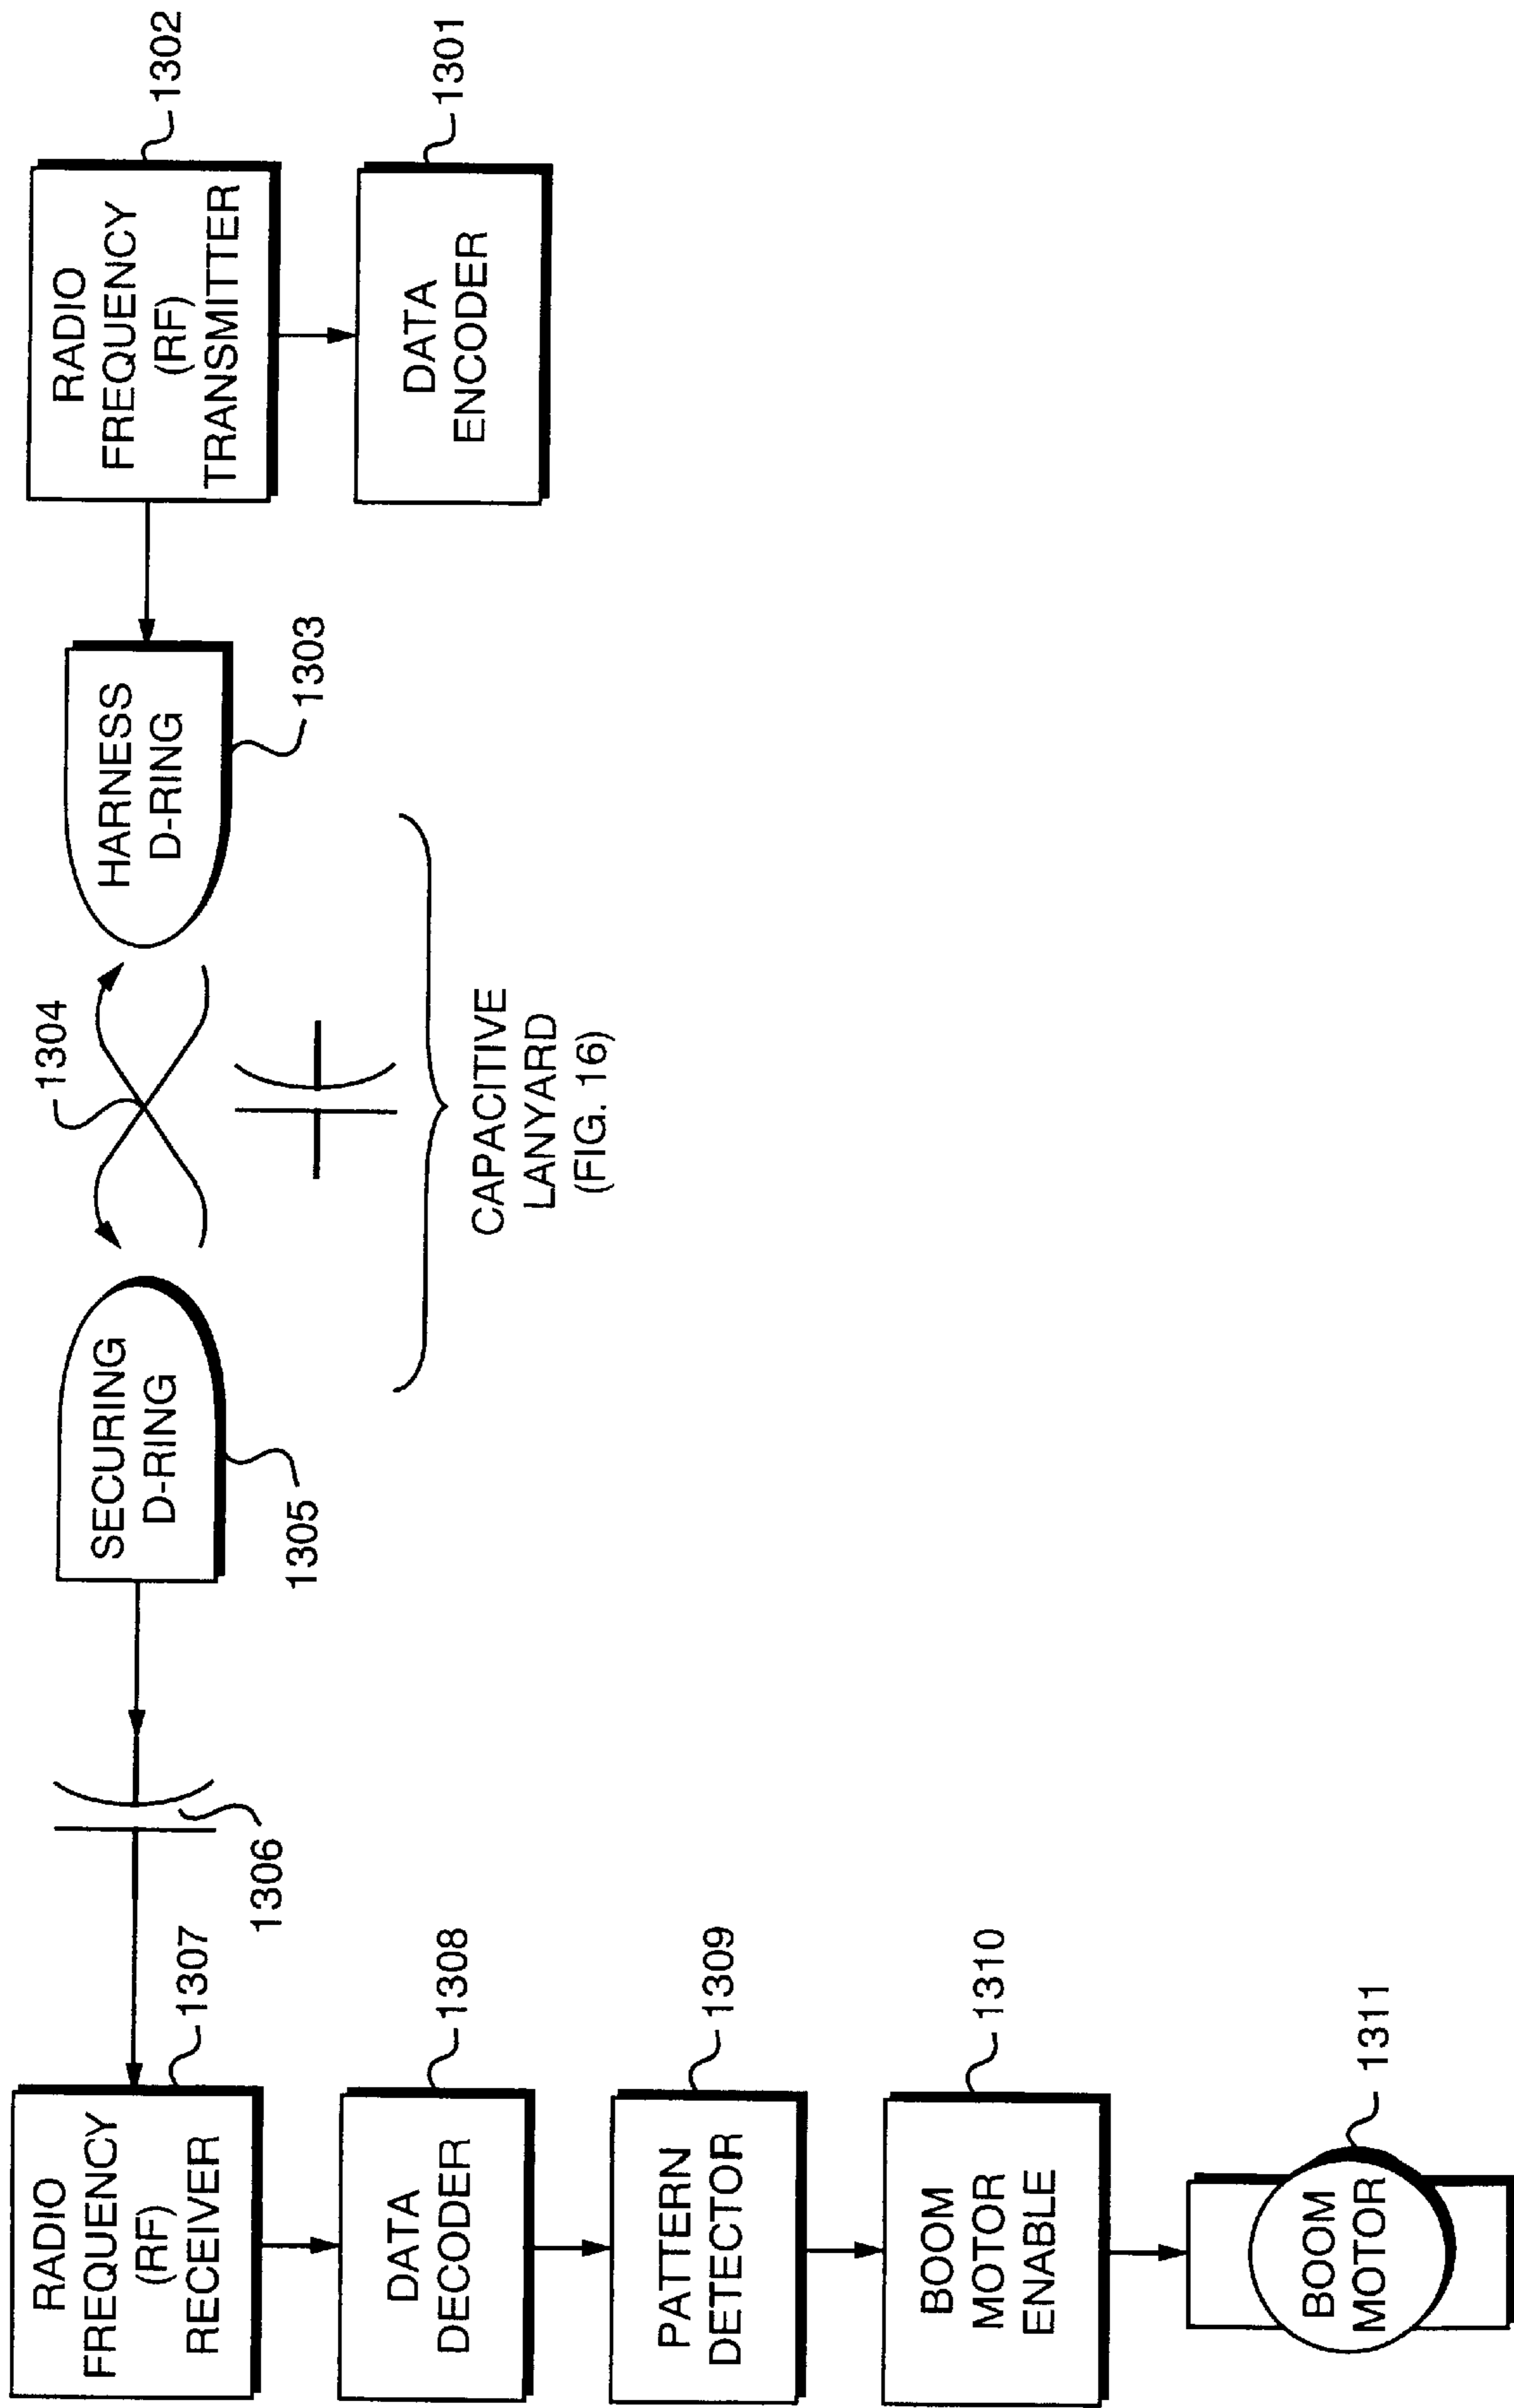 RADIO
FREQUENCY
(RF)
RECEIVER
1307
DATA
DECODER
1308
PATTERN
DETECTOR
1309
BOOM
MOTOR
ENABLE
1310
BOOM
MOTOR
1311
1306
SECURING
D-RING
1305
1304
CAPACITIVE
LANYARD
(FIG. 16)
HARNESS
D-RING
1303
RADIO
FREQUENCY
(RF)
TRANSMITTER
1302
DATA
ENCODER
1301